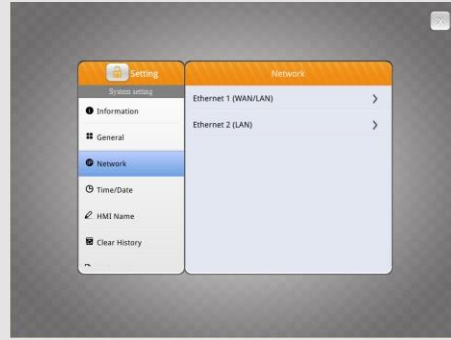 Setting
System setting
Information
General
Network
Time/Date
HMI Name
Clear History
Network
Ethernet 1 (WAN/LAN)
Ethernet 2 (LAN)